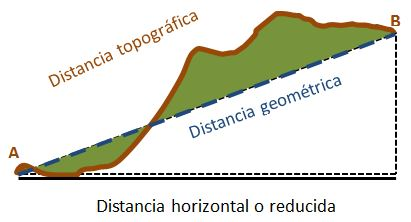 Distancia topográfica
B
Distancia geométrica
A
Distancia horizontal o reducida